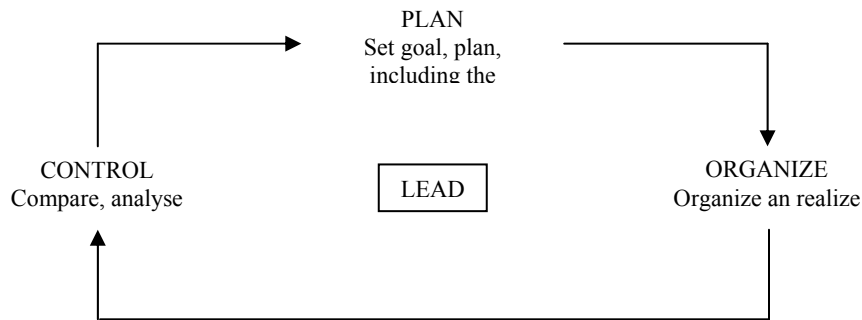 PLAN
Set goal, plan,
including the
CONTROL
Compare, analyse
LEAD
ORGANIZE
Organize an realize